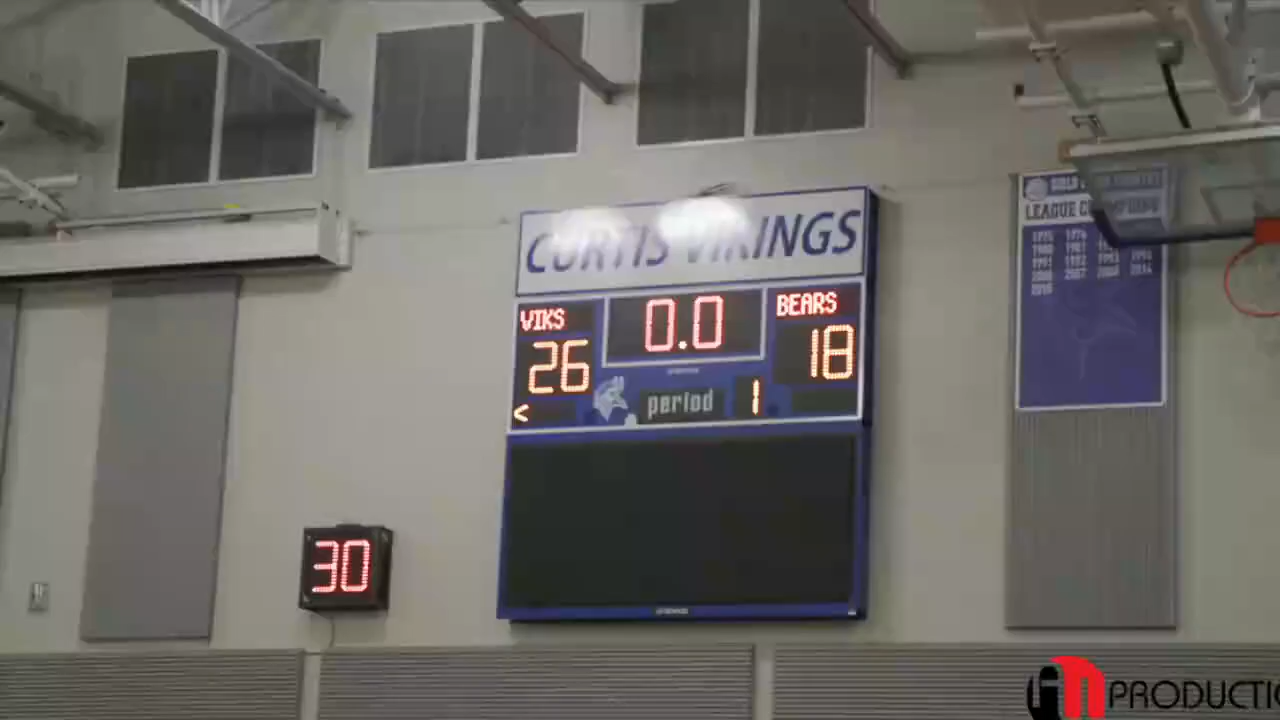 CURTIS VIKINGS
VIKS
0.0
BEARS
26
18
<
period
1
30
LEAGUE CHAMPIONS
PRODUCTIO